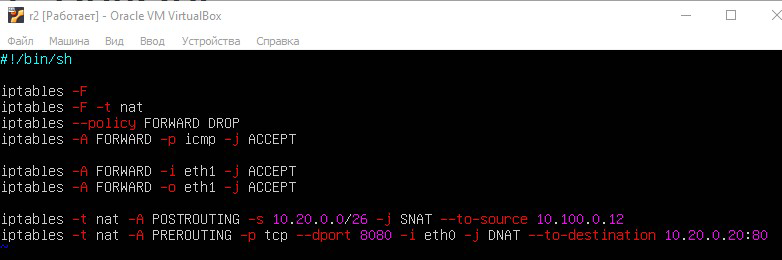 r2 [Работает] - Oracle VM VirtualBox
Файл Машина Вид Ввод Устройства Справка
#!/bin/sh
iptables -F
iptables -F -t nat
iptables --policy FORWARD DROP
iptables -A FORWARD -p icmp -j ACCEPT
iptables -A FORWARD -i eth1 -j ACCEPT
iptables -A FORWARD -o eth1 -j ACCEPT
iptables -t nat -A POSTROUTING -s 10.20.0.0/26 -j SNAT --to-source 10.100.0.12
iptables -t nat -A PREROUTING -p tcp --dport 8080 -i eth0 -j DNAT --to-destination 10.20.0.20:80
~